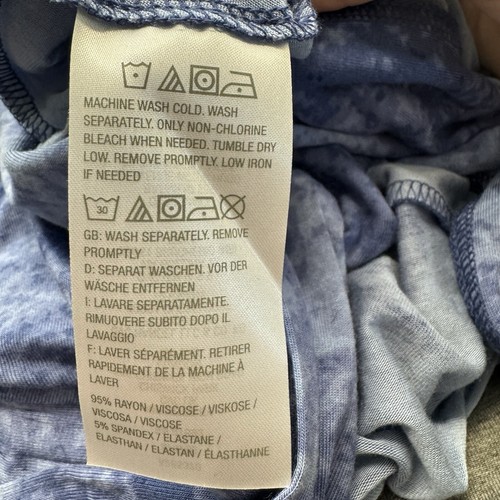 MACHINE WASH COLD. WASH
SEPARATELY. ONLY NON-CHLORINE
BLEACH WHEN NEEDED. TUMBLE DRY
LOW. REMOVE PROMPTLY. LOW IRON
IF NEEDED
30
GB: WASH SEPARATELY. REMOVE
PROMPTLY
D: SEPARAT WASCHEN. VOR DER
WÄSCHE ENTFERNEN
I: LAVARE SEPARATAMENTE.
RIMUOVERE SUBITO DOPO IL
LAVAGGIO
F: LAVER SÉPARÉMENT. RETIRER
RAPIDEMENT DE LA MACHINE À
LAVER
95% RAYON / VISCOSE / VISKOSE /
VISCOSA / VISCOSE
5% SPANDEX / ELASTANE /
ELASTHAN / ELASTAN / ÉLASTHANNE